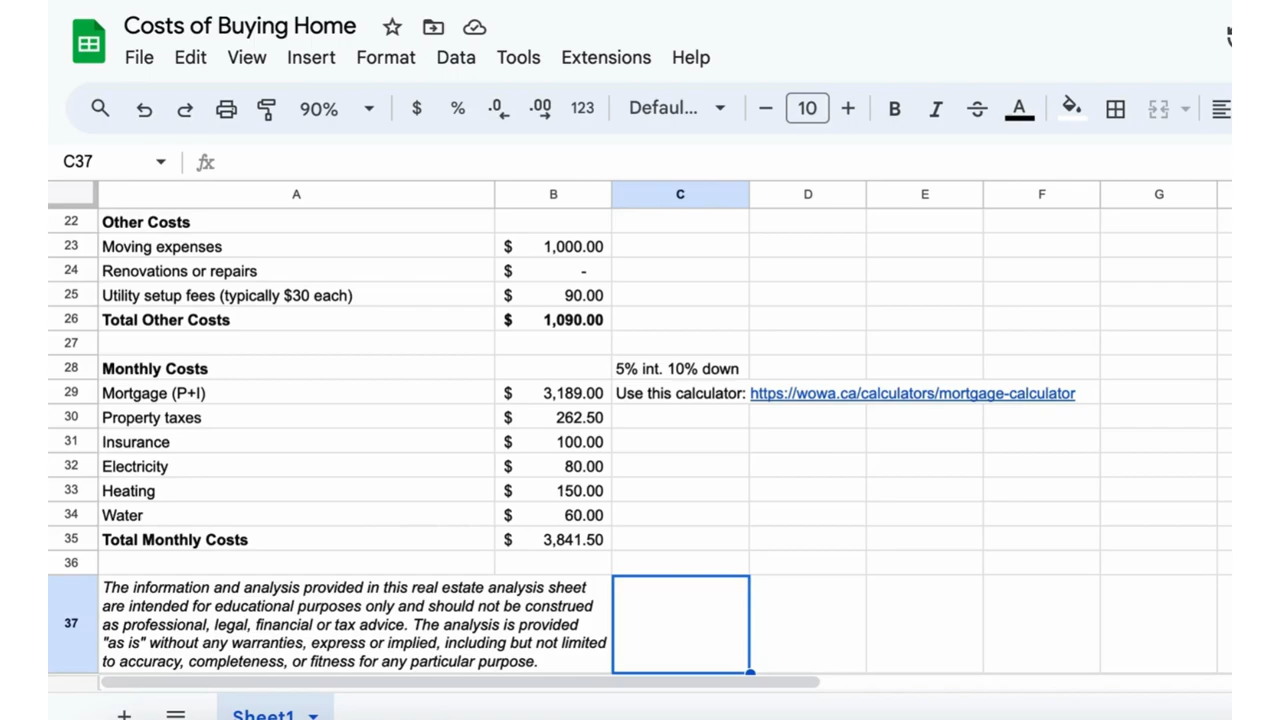 Costs of Buying Home
File Edit View Insert Format Data Tools Extensions Help
90% $ % .0 .00 123 Defaul... 10 B I A
C37 fx
A B C D E F G
22 Other Costs
23 Moving expenses $ 1,000.00
24 Renovations or repairs $ -
25 Utility setup fees (typically $30 each) $ 90.00
26 Total Other Costs $ 1,090.00
27
28 Monthly Costs 5% int. 10% down
29 Mortgage (P+I) $ 3,189.00 Use this calculator: https://wowa.ca/calculators/mortgage-calculator
30 Property taxes $ 262.50
31 Insurance $ 100.00
32 Electricity $ 80.00
33 Heating $ 150.00
34 Water $ 60.00
35 Total Monthly Costs $ 3,841.50
36
The information and analysis provided in this real estate analysis sheet
are intended for educational purposes only and should not be construed
37 as professional, legal, financial or tax advice. The analysis is provided
"as is" without any warranties, express or implied, including but not limited
to accuracy, completeness, or fitness for any particular purpose.
Sheet1